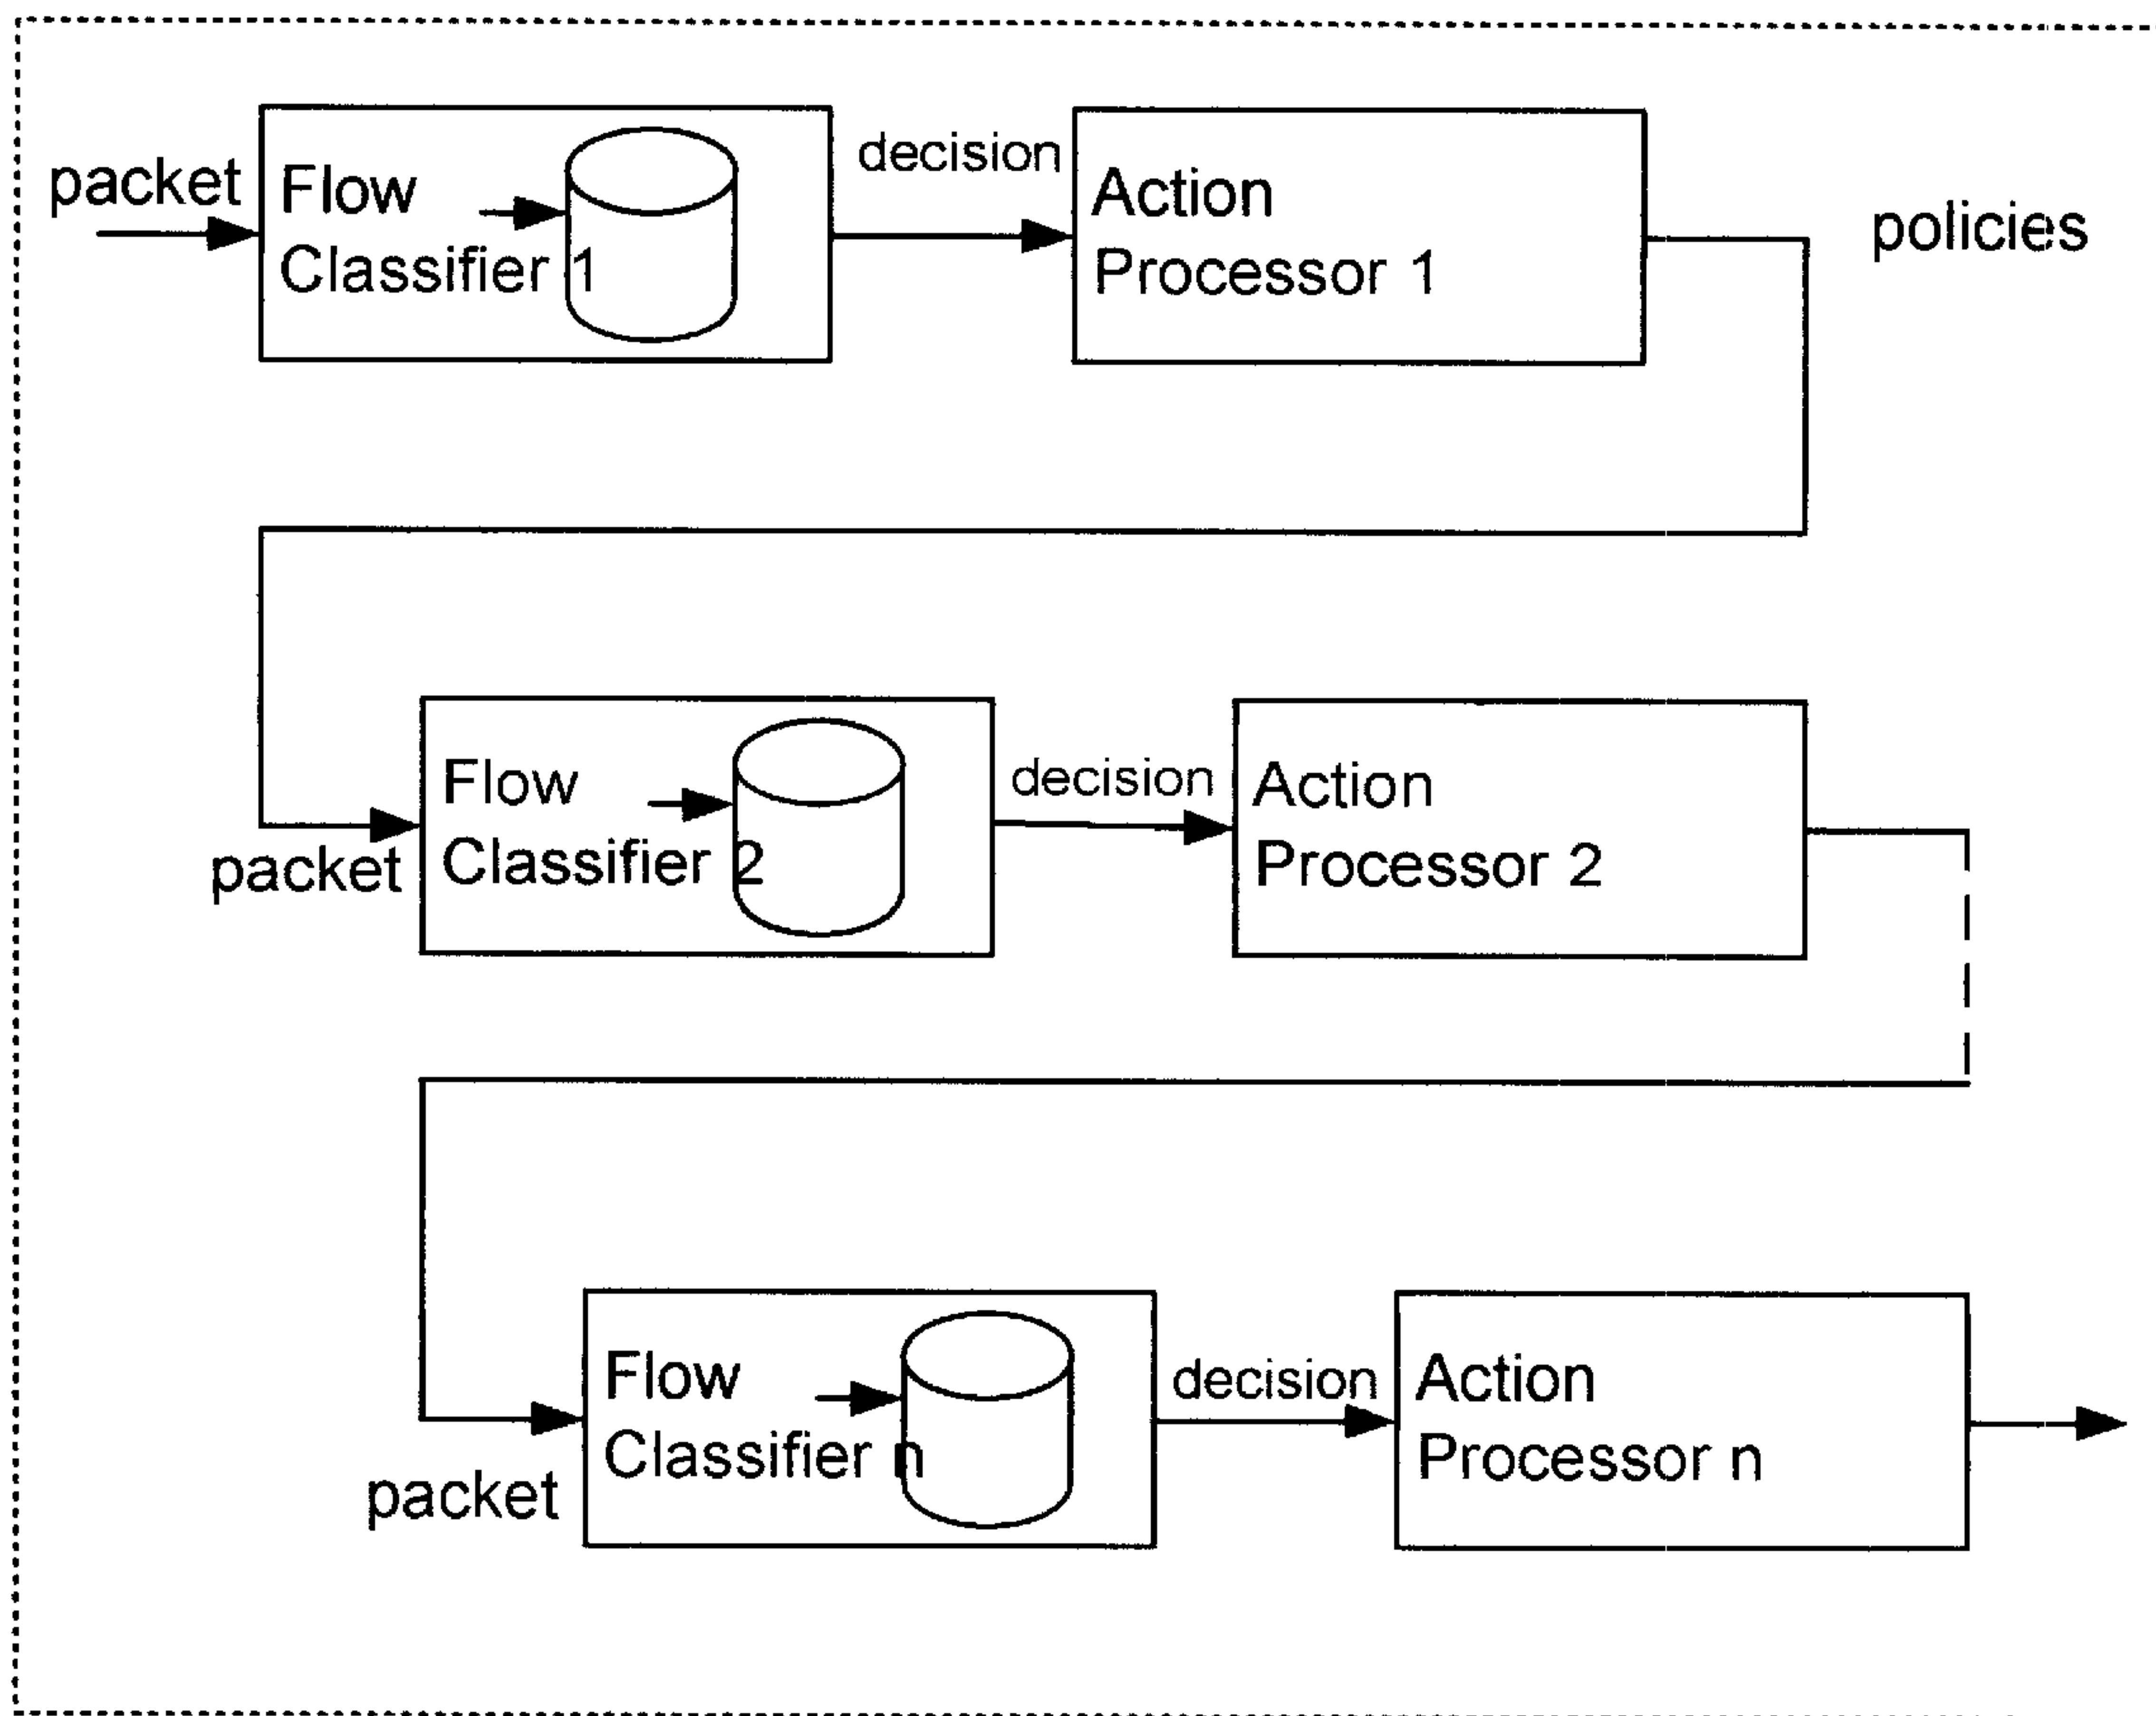 packet
Flow
Classifier 1
decision
Action
Processor 1
policies
packet
Flow
Classifier 2
decision
Action
Processor 2
packet
Flow
Classifier n
decision
Action
Processor n